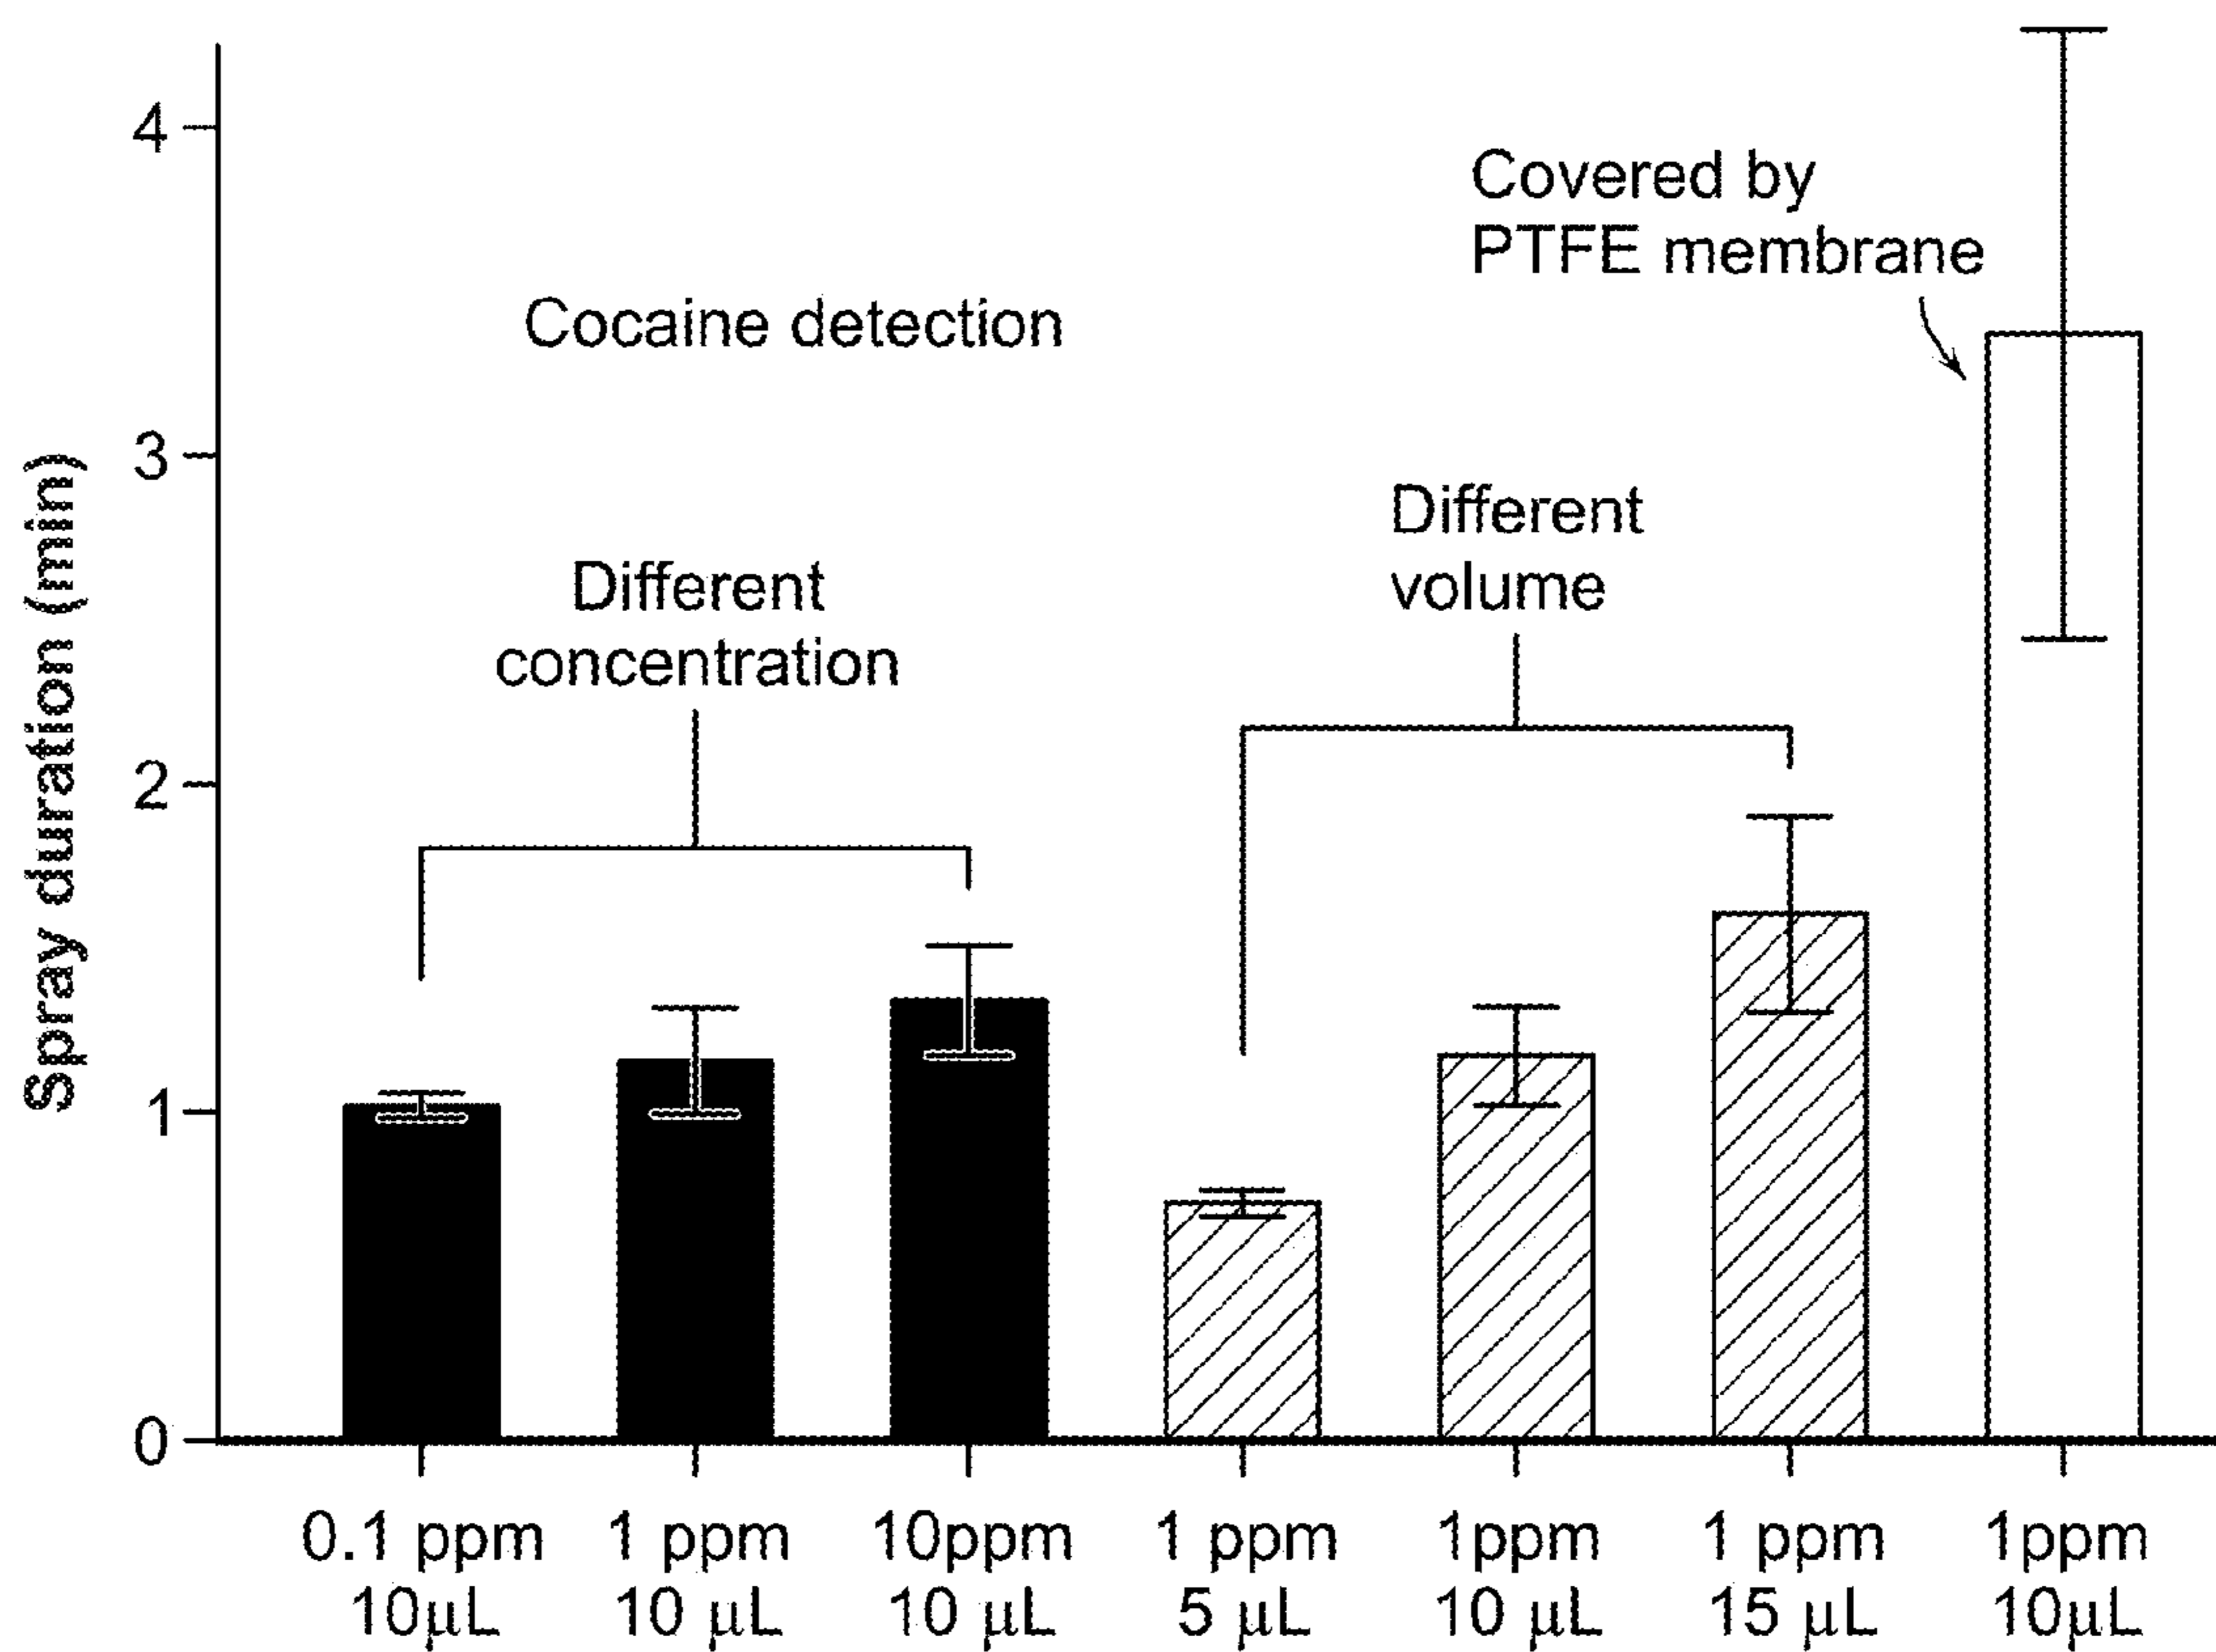 4
3
2
1
0
Spray duration (min)
Cocaine detection
Different
concentration
Different
volume
Covered by
PTFE membrane
0.1 ppm
10μL
1 ppm
10 μL
10ppm
10 μL
1 ppm
5 μL
1ppm
10 μL
1 ppm
15 μL
1ppm
10μL